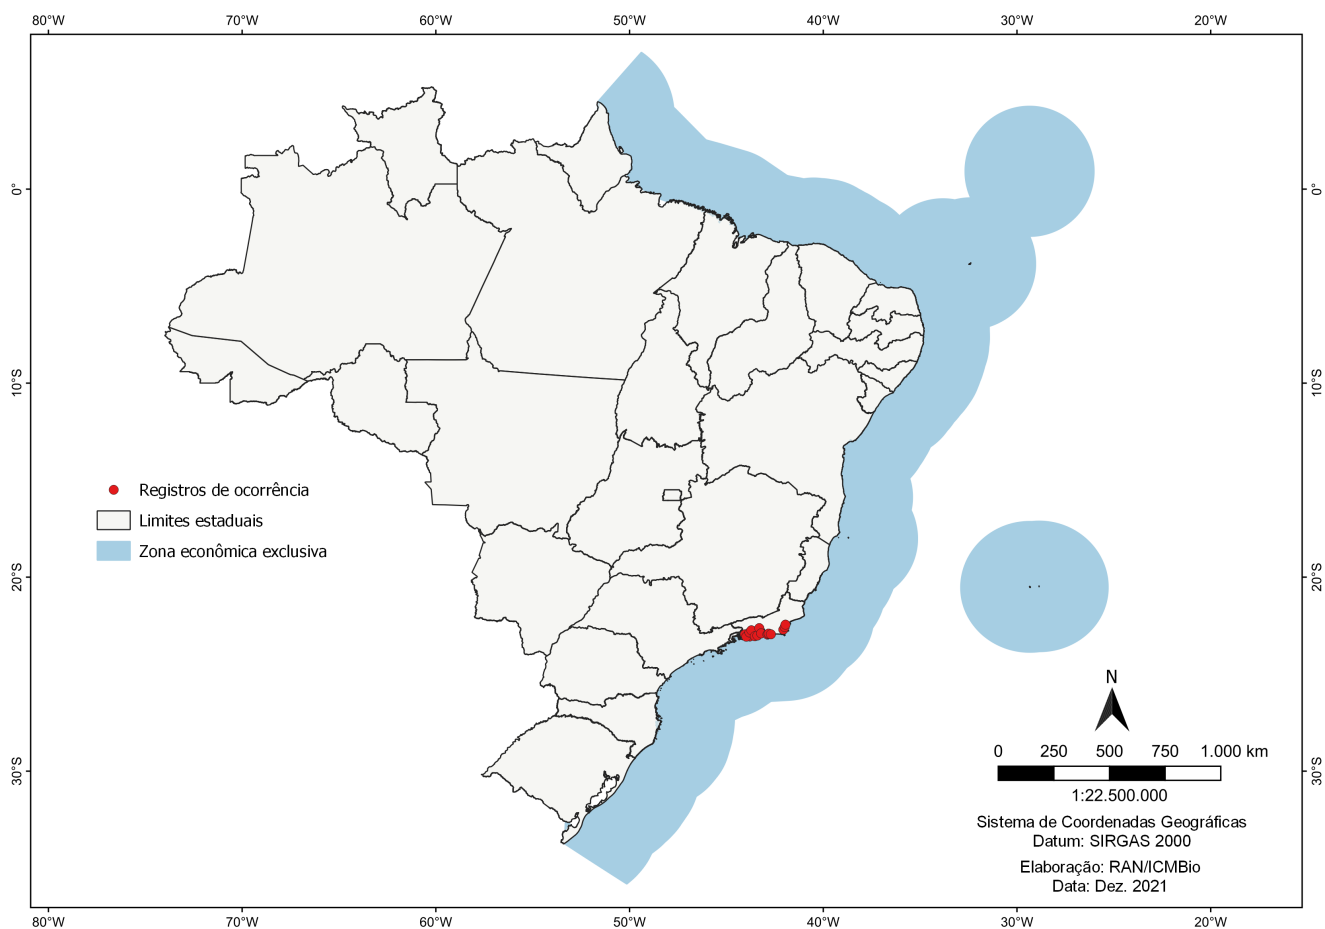 80°W 70°W 60°W 50°W 40°W 30°W 20°W
0° 0°
10°S 10°S
Registros de ocorrência
Limites estaduais
Zona econômica exclusiva
20°S 20°S
N
0 250 500 750 1.000 km
30°S 30°S
1:22.500.000
Sistema de Coordenadas Geográficas
Datum: SIRGAS 2000
Elaboração: RAN/ICMBio
Data: Dez. 2021
80°W 70°W 60°W 50°W 40°W 30°W 20°W